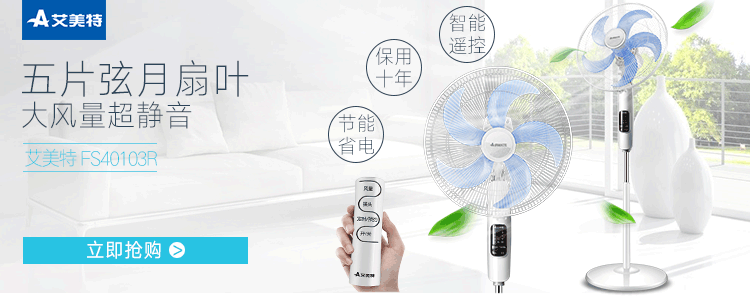 艾美特
五片弦月扇叶
大风量超静音
艾美特 FS40103R
立即抢购 >
智能
遥控
保用
十年
节能
省电
风量
摇头
定时/预约
开/关
艾美特